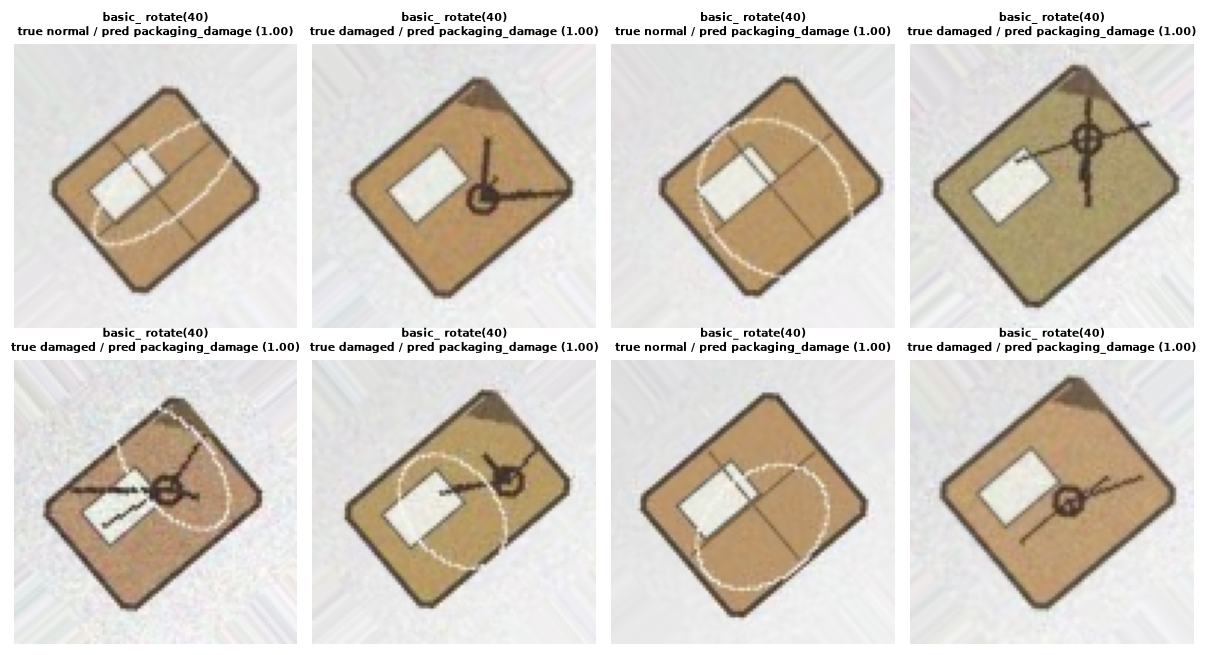 basic_ rotate(40)
true normal / pred packaging_damage (1.00)
basic_ rotate(40)
true damaged / pred packaging_damage (1.00)
basic_ rotate(40)
true normal / pred packaging_damage (1.00)
basic_ rotate(40)
true damaged / pred packaging_damage (1.00)
basic_ rotate(40)
true damaged / pred packaging_damage (1.00)
basic_ rotate(40)
true damaged / pred packaging_damage (1.00)
basic_ rotate(40)
true normal / pred packaging_damage (1.00)
basic_ rotate(40)
true damaged / pred packaging_damage (1.00)